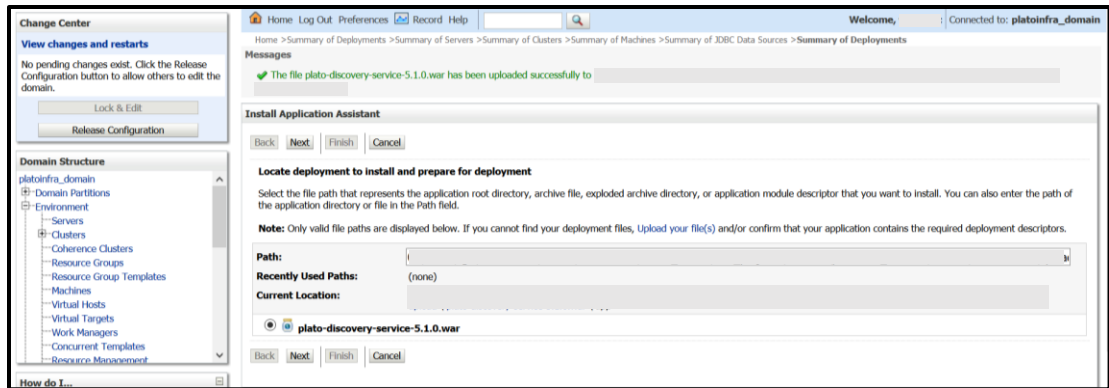 Change Center
View changes and restarts
No pending changes exist. Click the Release
Configuration button to allow others to edit the
domain.
Lock & Edit
Release Configuration
Domain Structure
platoinfra_domain
Domain Partitions
Environment
Servers
Clusters
Coherence Clusters
Resource Groups
Resource Group Templates
Machines
Virtual Hosts
Virtual Targets
Work Managers
Concurrent Templates
Resource Management
How do I...
Home Log Out Preferences Record Help
Welcome, Connected to: platoinfra_domain
Home >Summary of Deployments >Summary of Servers >Summary of Clusters >Summary of Machines >Summary of JDBC Data Sources >Summary of Deployments
Messages
The file plato-discovery-service-5.1.0.war has been uploaded successfully to
Install Application Assistant
Back Next Finish Cancel
Locate deployment to install and prepare for deployment
Select the file path that represents the application root directory, archive file, exploded archive directory, or application module descriptor that you want to install. You can also enter the path of
the application directory or file in the Path field.
Note: Only valid file paths are displayed below. If you cannot find your deployment files, Upload your file(s) and/or confirm that your application contains the required deployment descriptors.
Path:
Recently Used Paths: (none)
Current Location:
plato-discovery-service-5.1.0.war
Back Next Finish Cancel